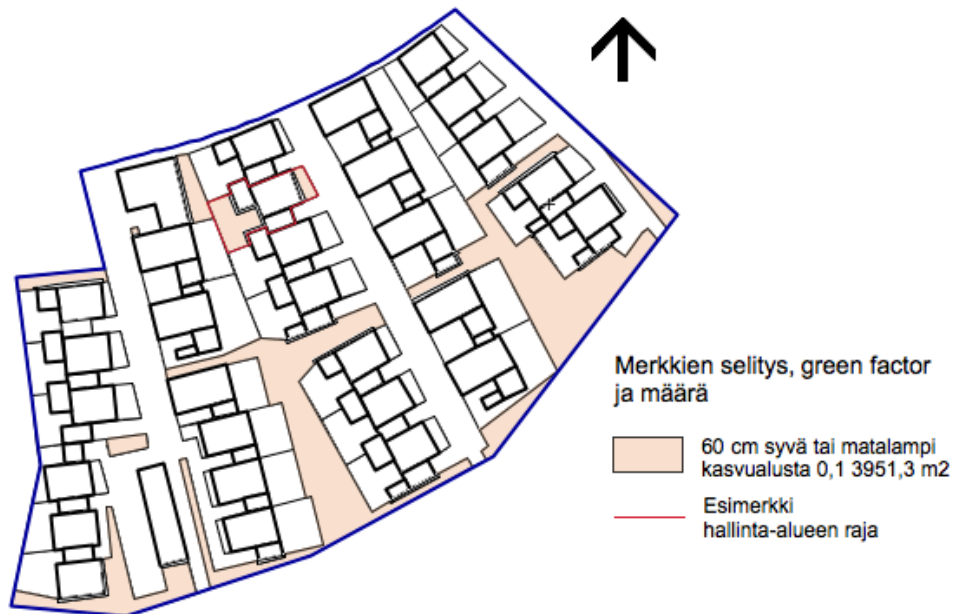 Merkkien selitys, green factor
ja määrä
60 cm syvä tai matalampi
kasvualusta 0,1 3951,3 m2
Esimerkki
hallinta-alueen raja